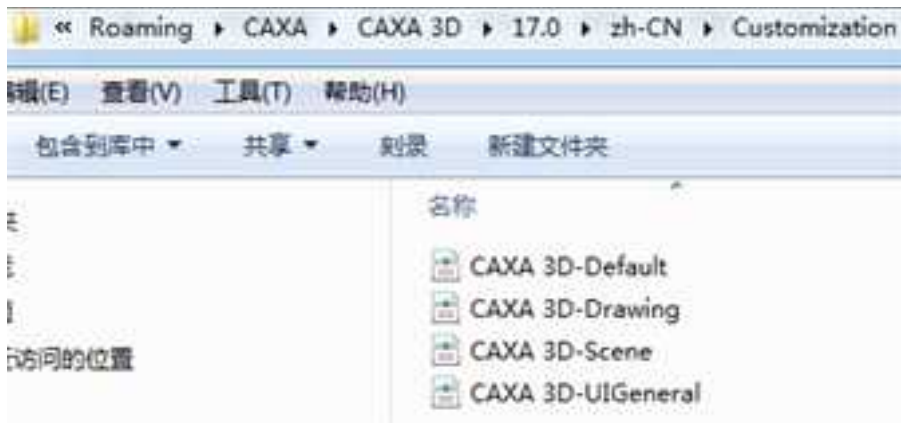 « Roaming ▸ CAXA ▸ CAXA 3D ▸ 17.0 ▸ zh-CN ▸ Customization
编辑(E) 查看(V) 工具(T) 帮助(H)
包含到库中 ▾ 共享 ▾ 刻录 新建文件夹
名称
CAXA 3D-Default
CAXA 3D-Drawing
CAXA 3D-Scene
访问的位置
CAXA 3D-UIGeneral